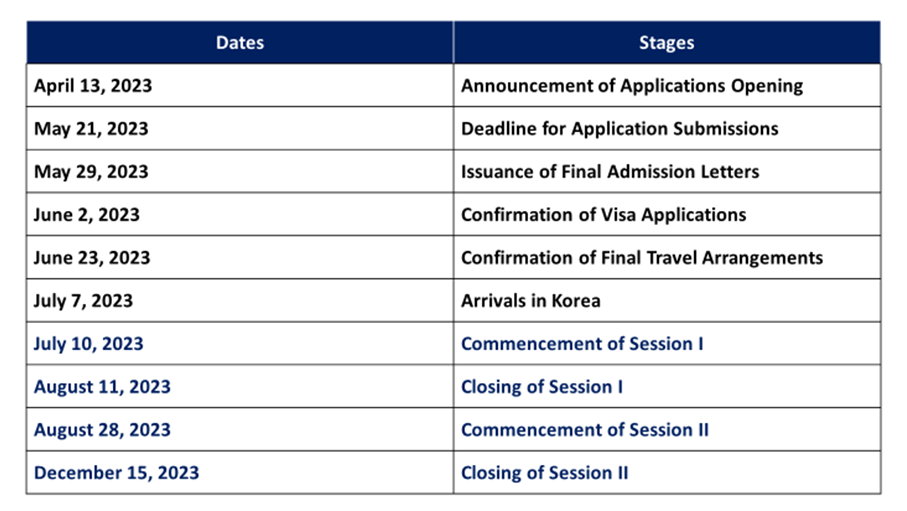 Dates Stages
April 13, 2023 Announcement of Applications Opening
May 21, 2023 Deadline for Application Submissions
May 29, 2023 Issuance of Final Admission Letters
June 2, 2023 Confirmation of Visa Applications
June 23, 2023 Confirmation of Final Travel Arrangements
July 7, 2023 Arrivals in Korea
July 10, 2023 Commencement of Session I
August 11, 2023 Closing of Session I
August 28, 2023 Commencement of Session II
December 15, 2023 Closing of Session II